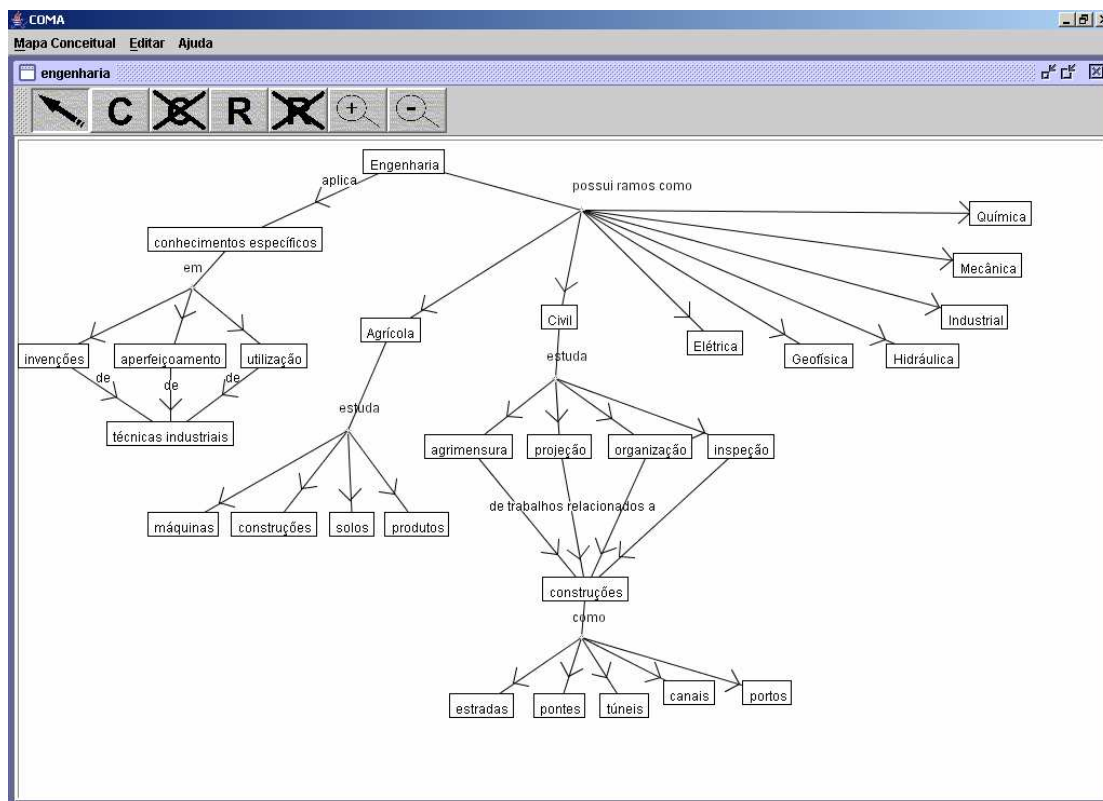 COMA
Mapa Conceitual Editar Ajuda
engenharia
C C R R + -
Engenharia
aplica
possui ramos como
Química
conhecimentos específicos
em
Mecânica
Civil
Industrial
Agrícola
Elétrica
invenções aperfeiçoamento utilização
estuda
Geofísica Hidráulica
de de de
estuda
técnicas industriais
agrimensura projeção organização inspeção
de trabalhos relacionados a
máquinas construções solos produtos
construções
como
estradas pontes túneis canais portos